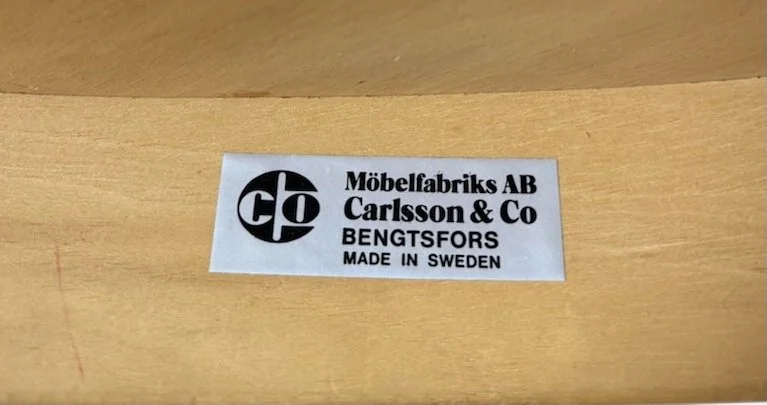 C O
Möbelfabriks AB
Carlsson & Co
BENGTSFORS
MADE IN SWEDEN